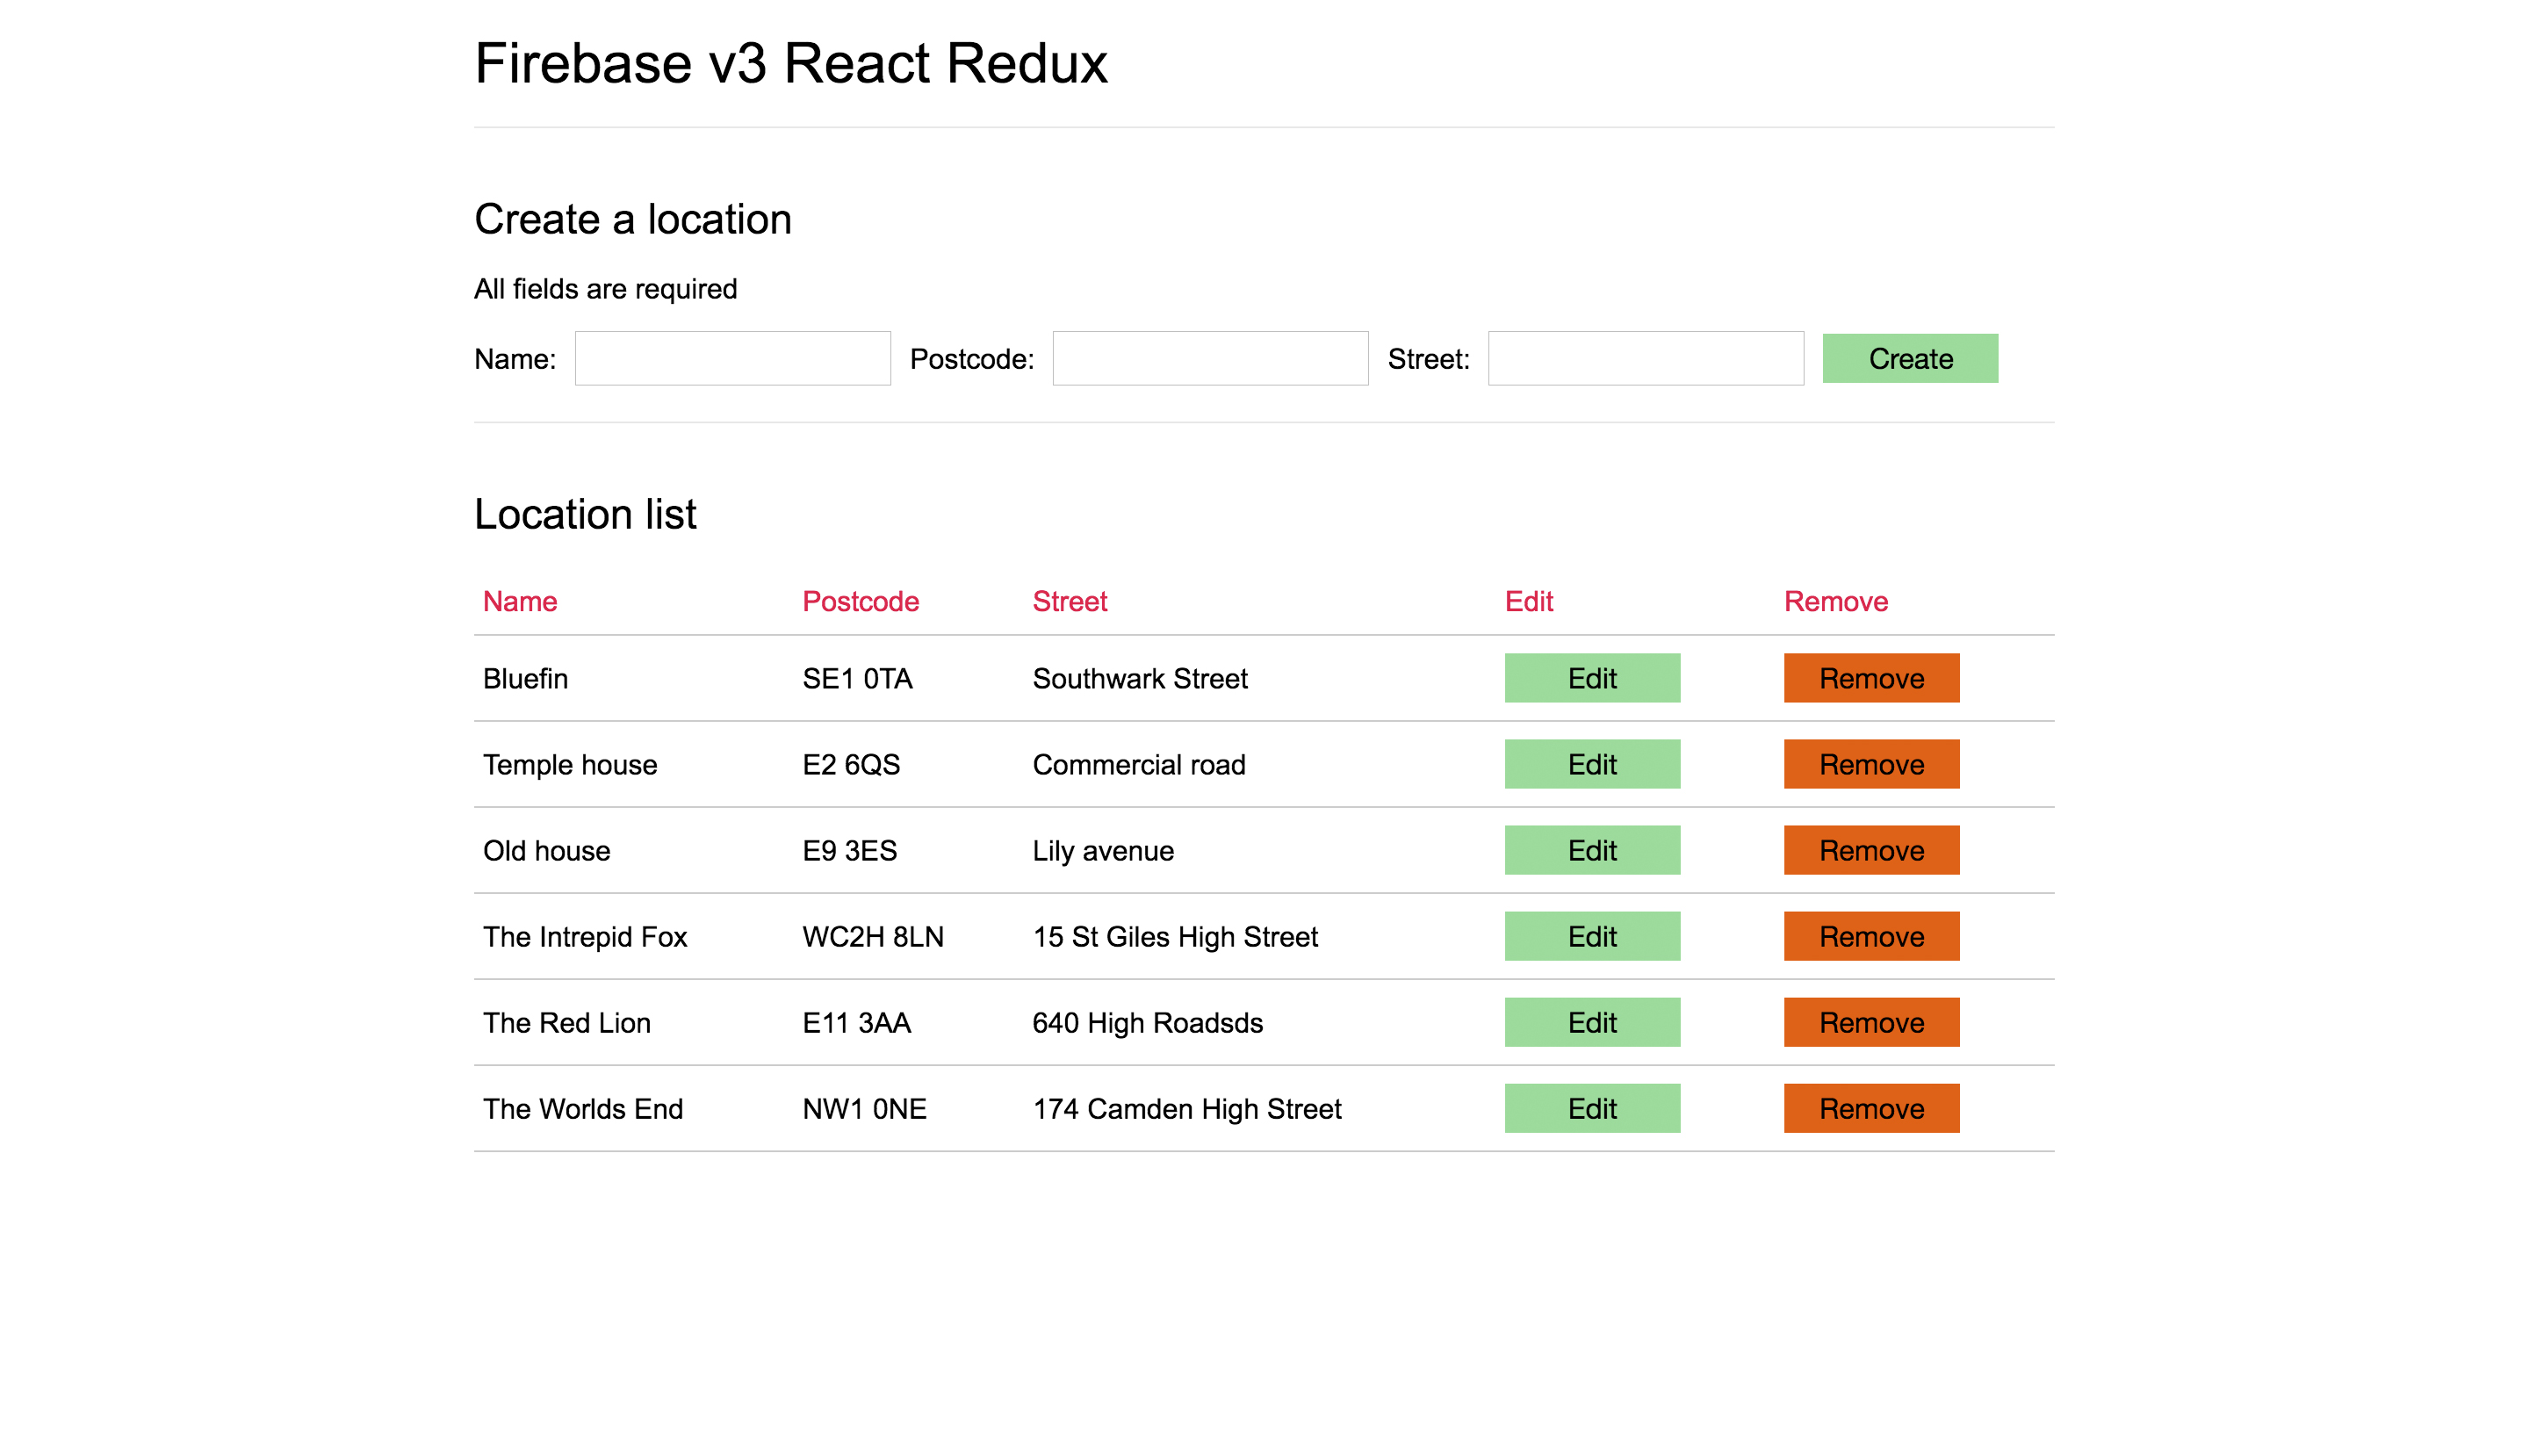 Firebase v3 React Redux
Create a location
All fields are required
Name: Postcode: Street: Create
Location list
Name Postcode Street Edit Remove
Bluefin SE1 0TA Southwark Street Edit Remove
Temple house E2 6QS Commercial road Edit Remove
Old house E9 3ES Lily avenue Edit Remove
The Intrepid Fox WC2H 8LN 15 St Giles High Street Edit Remove
The Red Lion E11 3AA 640 High Roadsds Edit Remove
The Worlds End NW1 0NE 174 Camden High Street Edit Remove